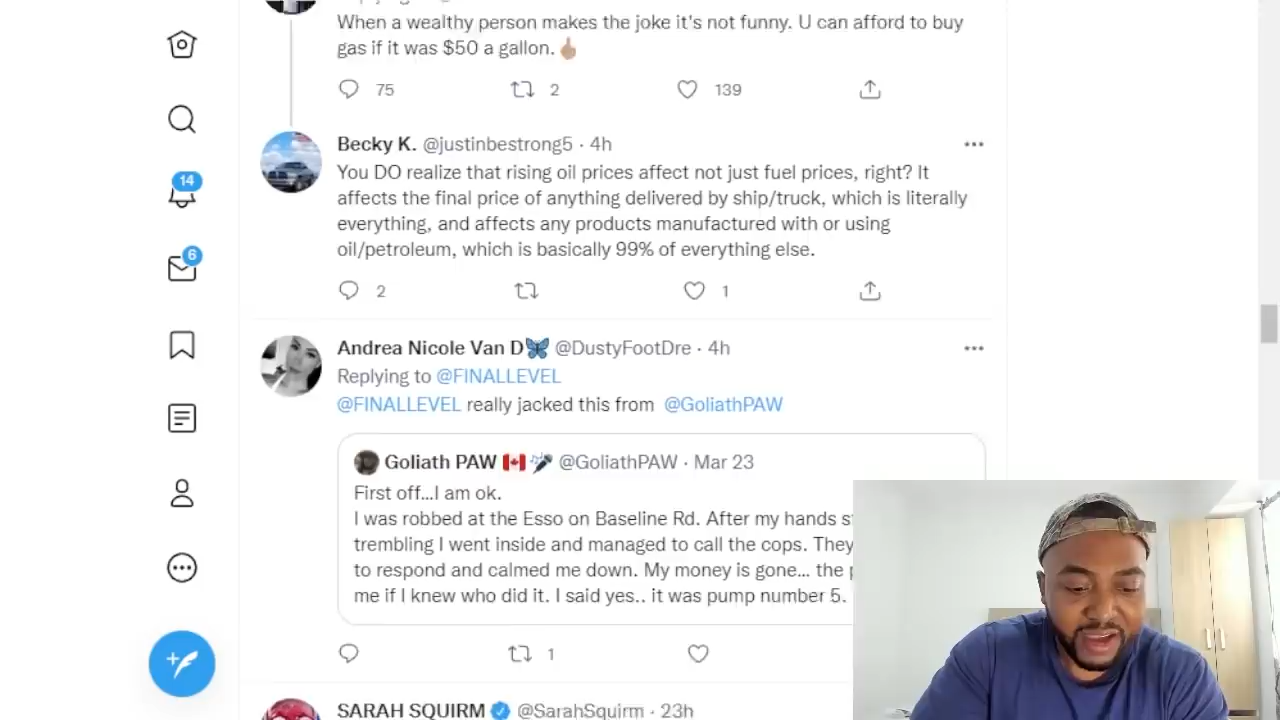 When a wealthy person makes the joke it's not funny. U can afford to buy
gas if it was $50 a gallon.🖕🏽
75 2 139
14
6
Becky K. @justinbestrong5 · 4h
You DO realize that rising oil prices affect not just fuel prices, right? It
affects the final price of anything delivered by ship/truck, which is literally
everything, and affects any products manufactured with or using
oil/petroleum, which is basically 99% of everything else.
2 1
Andrea Nicole Van D🦋 @DustyFootDre · 4h
Replying to @FINALLEVEL
@FINALLEVEL really jacked this from @GoliathPAW
Goliath PAW 🇨🇦 🎤 @GoliathPAW · Mar 23
First off...I am ok.
I was robbed at the Esso on Baseline Rd. After my hands
trembling I went inside and managed to call the cops. They
to respond and calmed me down. My money is gone... the
me if I knew who did it. I said yes.. it was pump number 5.
1
SARAH SQUIRM @SarahSquirm · 23h